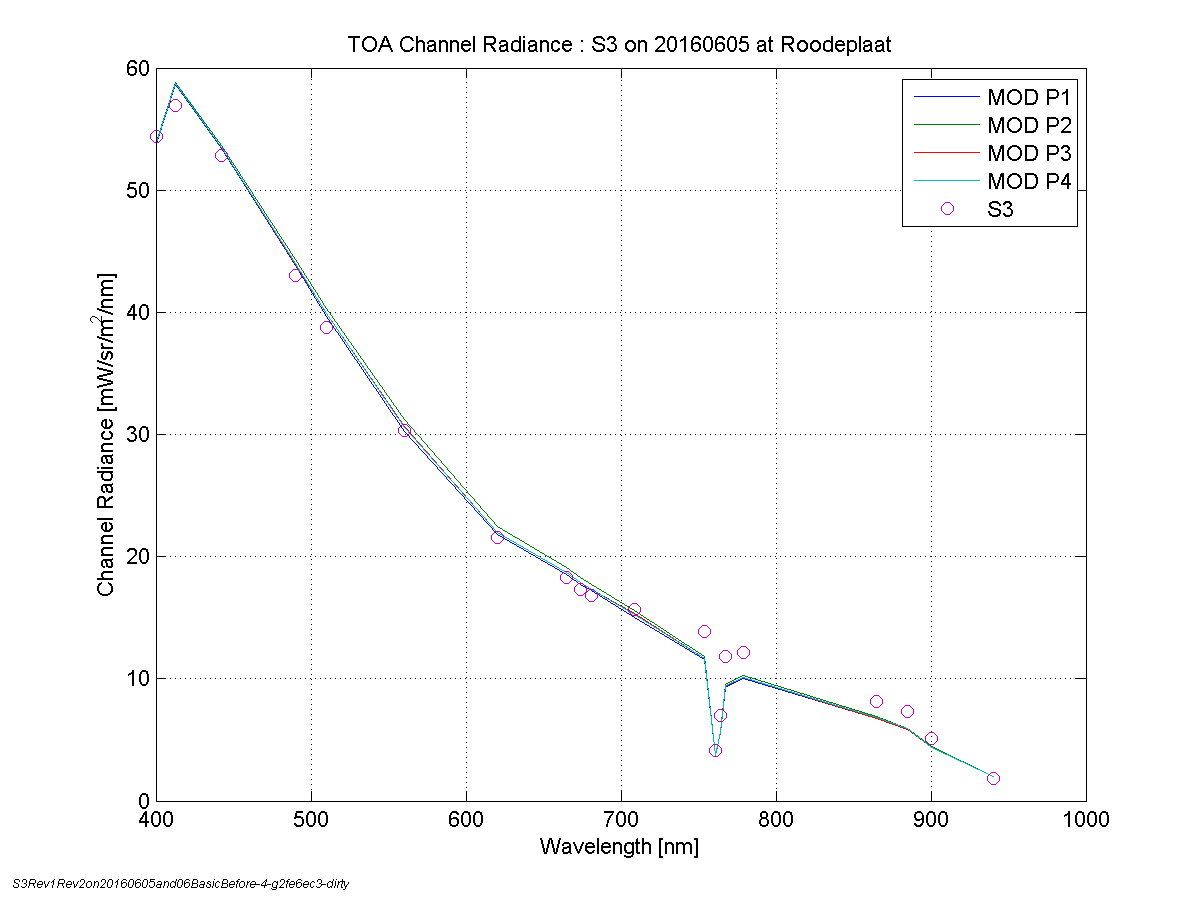 TOA Channel Radiance : S3 on 20160605 at Roodeplaat
60
50
40
30
20
10
0
Channel Radiance [mW/sr/m²/nm]
MOD P1
MOD P2
MOD P3
MOD P4
S3
400 500 600 700 800 900 1000
Wavelength [nm]
S3Rev1Rev2on20160605and06BasicBefore-4-g2fe6ec3-dirty